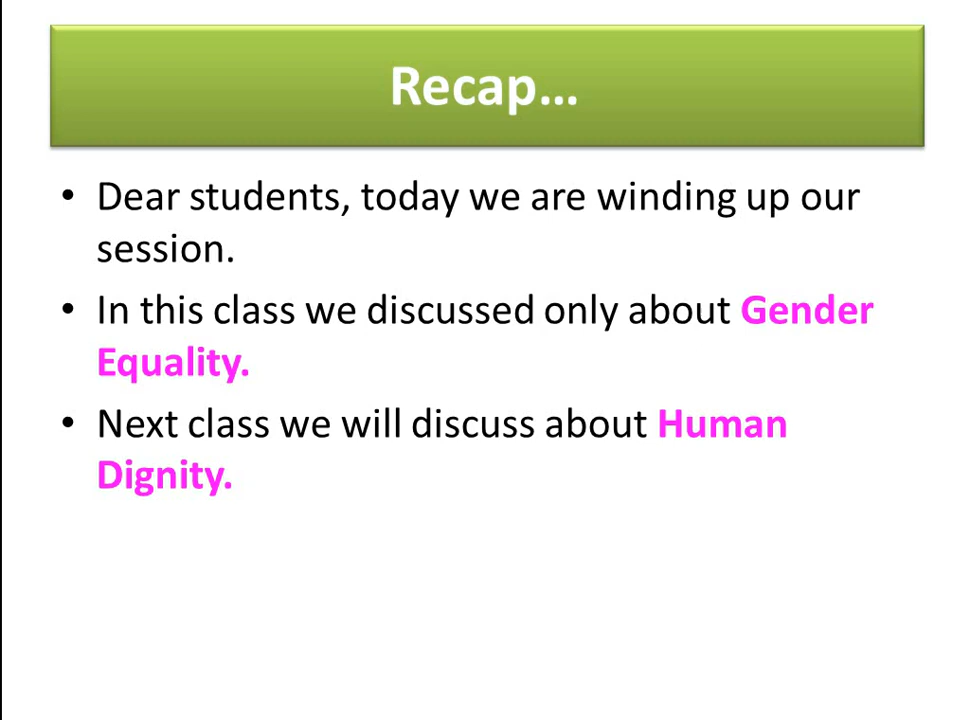 Recap…
• Dear students, today we are winding up our
session.
• In this class we discussed only about Gender
Equality.
• Next class we will discuss about Human
Dignity.